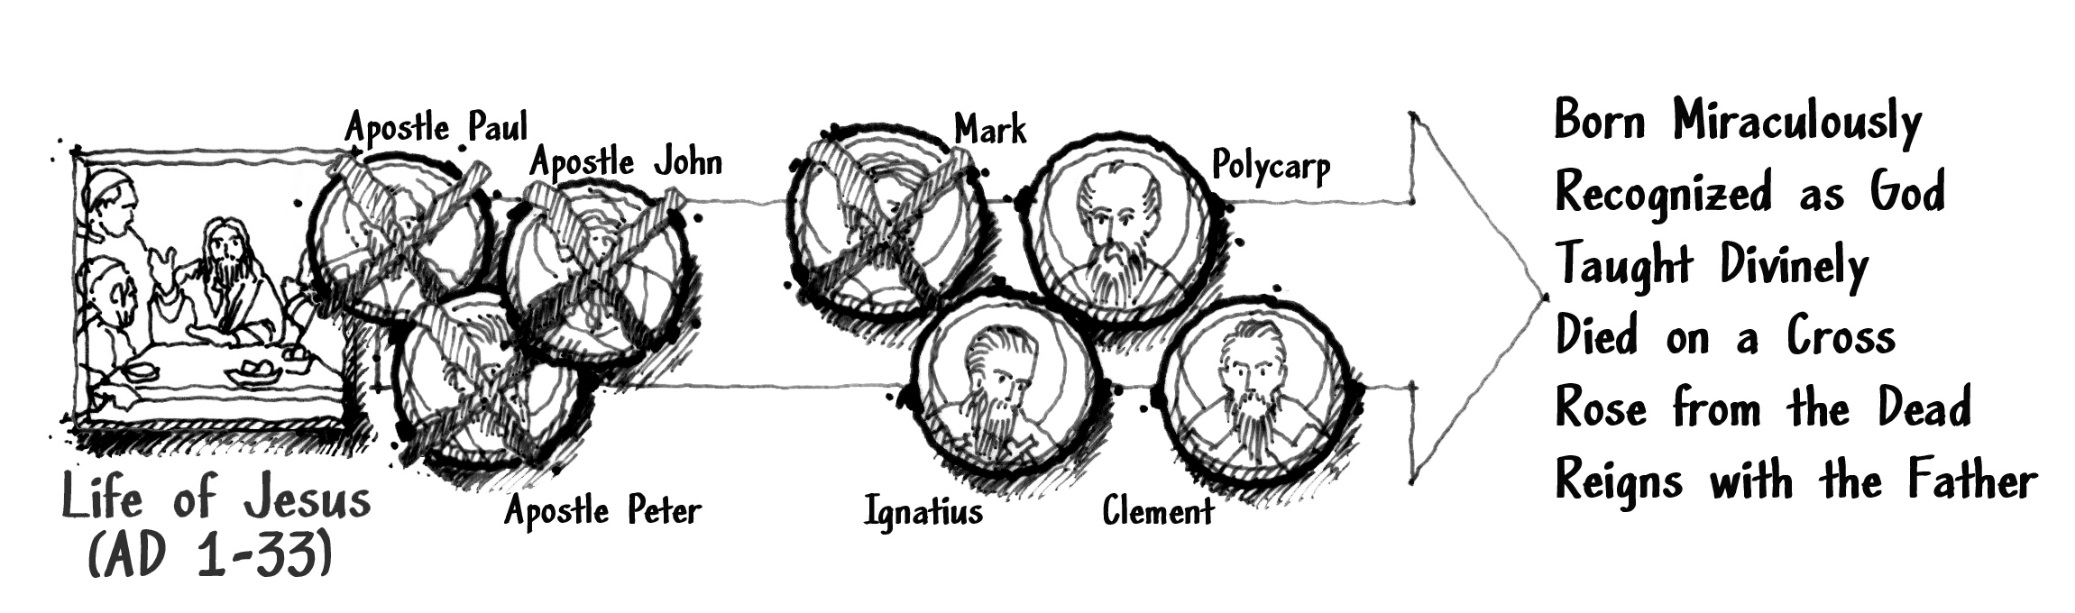 Apostle Paul
Apostle John
Mark
Polycarp
Life of Jesus
(AD 1-33)
Apostle Peter
Ignatius
Clement
Born Miraculously
Recognized as God
Taught Divinely
Died on a Cross
Rose from the Dead
Reigns with the Father